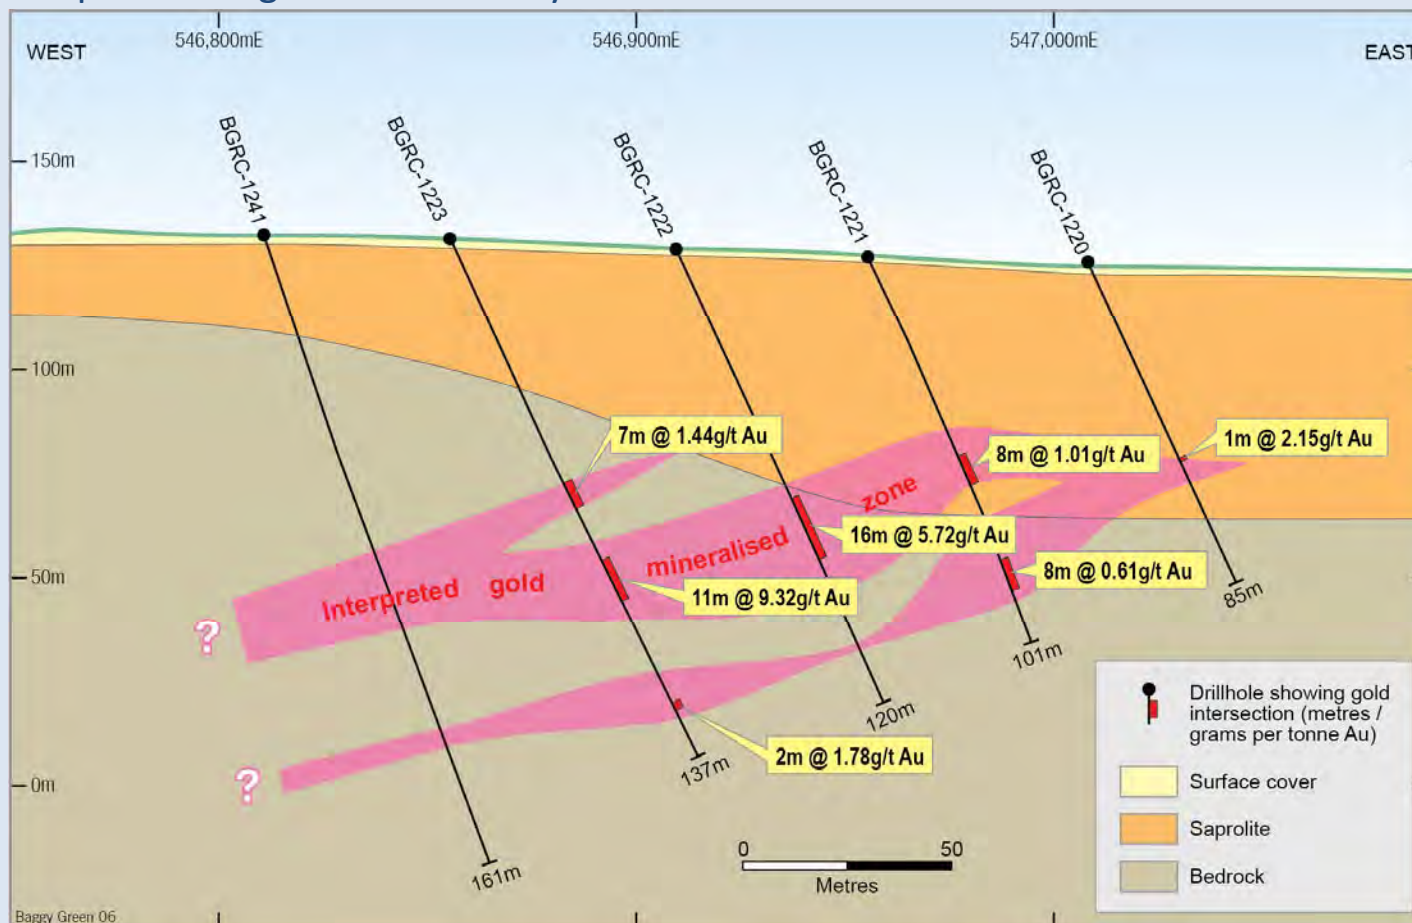 546,800mE
546,900mE
547,000mE
WEST
EAST
BGRC-1241
BGRC-1223
BGRC-1222
BGRC-1221
BGRC-1220
150m
100m
50m
0m
7m @ 1.44g/t Au
8m @ 1.01g/t Au
1m @ 2.15g/t Au
16m @ 5.72g/t Au
11m @ 9.32g/t Au
8m @ 0.61g/t Au
2m @ 1.78g/t Au
Interpreted gold mineralised zone
?
?
85m
101m
120m
137m
161m
0 50
Metres
Drillhole showing gold
intersection (metres /
grams per tonne Au)
Surface cover
Saprolite
Bedrock
Baggy Green 06